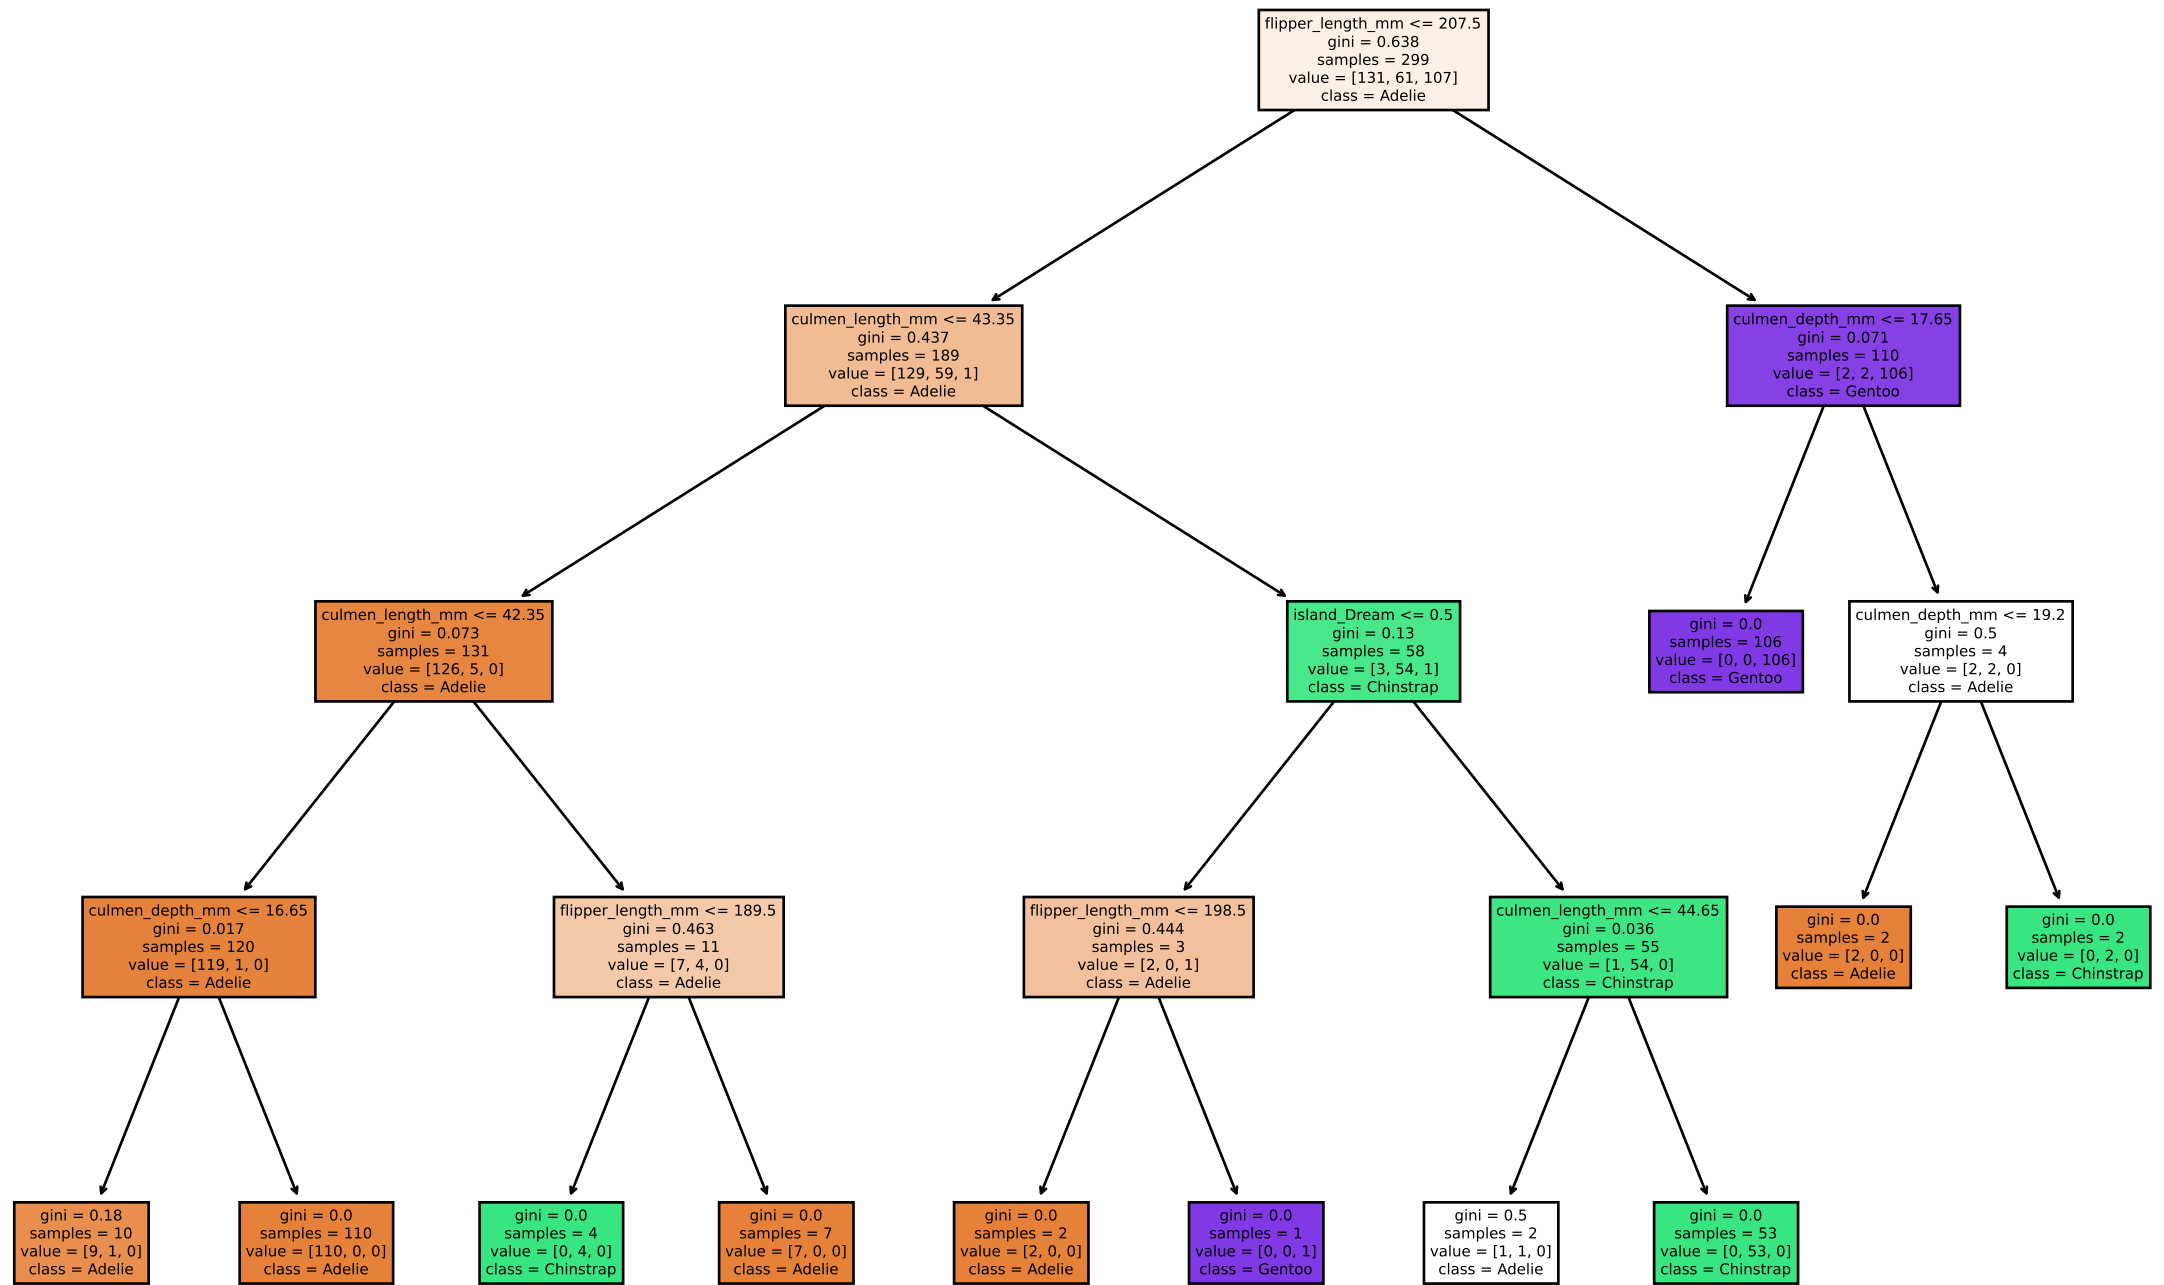 flipper_length_mm <= 207.5
gini = 0.638
samples = 299
value = [131, 61, 107]
class = Adelie
culmen_length_mm <= 43.35
gini = 0.437
samples = 189
value = [129, 59, 1]
class = Adelie
culmen_depth_mm <= 17.65
gini = 0.071
samples = 110
value = [2, 2, 106]
class = Gentoo
culmen_length_mm <= 42.35
gini = 0.073
samples = 131
value = [126, 5, 0]
class = Adelie
island_Dream <= 0.5
gini = 0.13
samples = 58
value = [3, 54, 1]
class = Chinstrap
gini = 0.0
samples = 106
value = [0, 0, 106]
class = Gentoo
culmen_depth_mm <= 19.2
gini = 0.5
samples = 4
value = [2, 2, 0]
class = Adelie
culmen_depth_mm <= 16.65
gini = 0.017
samples = 120
value = [119, 1, 0]
class = Adelie
flipper_length_mm <= 189.5
gini = 0.463
samples = 11
value = [7, 4, 0]
class = Adelie
flipper_length_mm <= 198.5
gini = 0.444
samples = 3
value = [2, 0, 1]
class = Adelie
culmen_length_mm <= 44.65
gini = 0.036
samples = 55
value = [1, 54, 0]
class = Chinstrap
gini = 0.0
samples = 2
value = [2, 0, 0]
class = Adelie
gini = 0.0
samples = 2
value = [0, 2, 0]
class = Chinstrap
gini = 0.18
samples = 10
value = [9, 1, 0]
class = Adelie
gini = 0.0
samples = 110
value = [110, 0, 0]
class = Adelie
gini = 0.0
samples = 4
value = [0, 4, 0]
class = Chinstrap
gini = 0.0
samples = 7
value = [7, 0, 0]
class = Adelie
gini = 0.0
samples = 2
value = [2, 0, 0]
class = Adelie
gini = 0.0
samples = 1
value = [0, 0, 1]
class = Gentoo
gini = 0.5
samples = 2
value = [1, 1, 0]
class = Adelie
gini = 0.0
samples = 53
value = [0, 53, 0]
class = Chinstrap